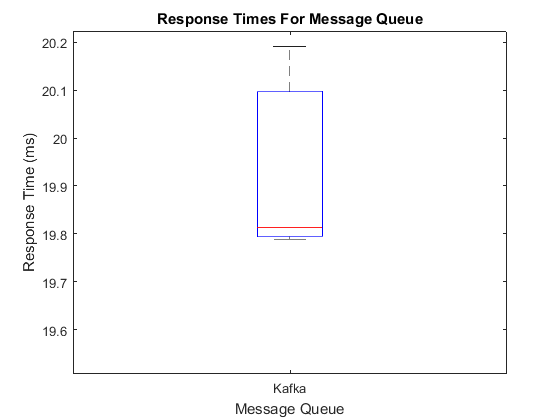 Response Times For Message Queue
20.2
20.1
20
19.9
19.8
19.7
19.6
Response Time (ms)
Kafka
Message Queue